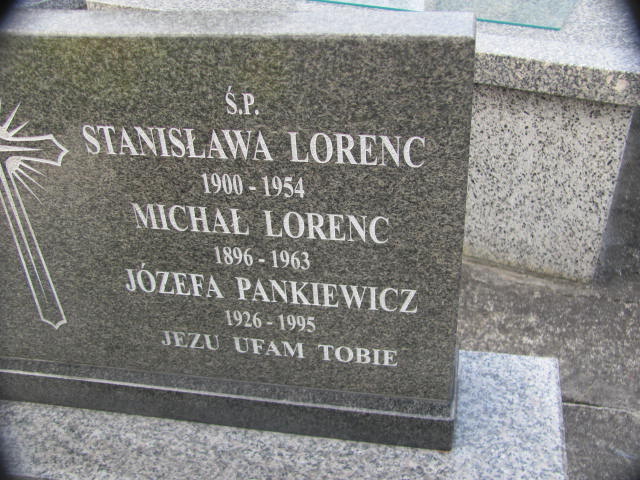 Ś.P.
STANISŁAWA LORENC
1900 - 1954
MICHAŁ LORENC
1896 - 1963
JÓZEFA PANKIEWICZ
1926 - 1995
JEZU UFAM TOBIE